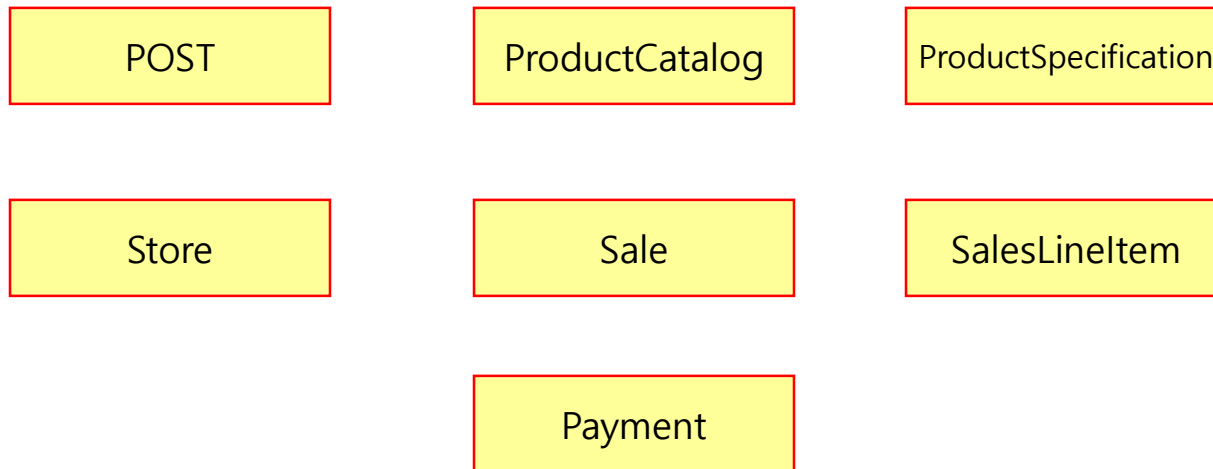 POST
ProductCatalog
ProductSpecification
Store
Sale
SalesLineItem
Payment